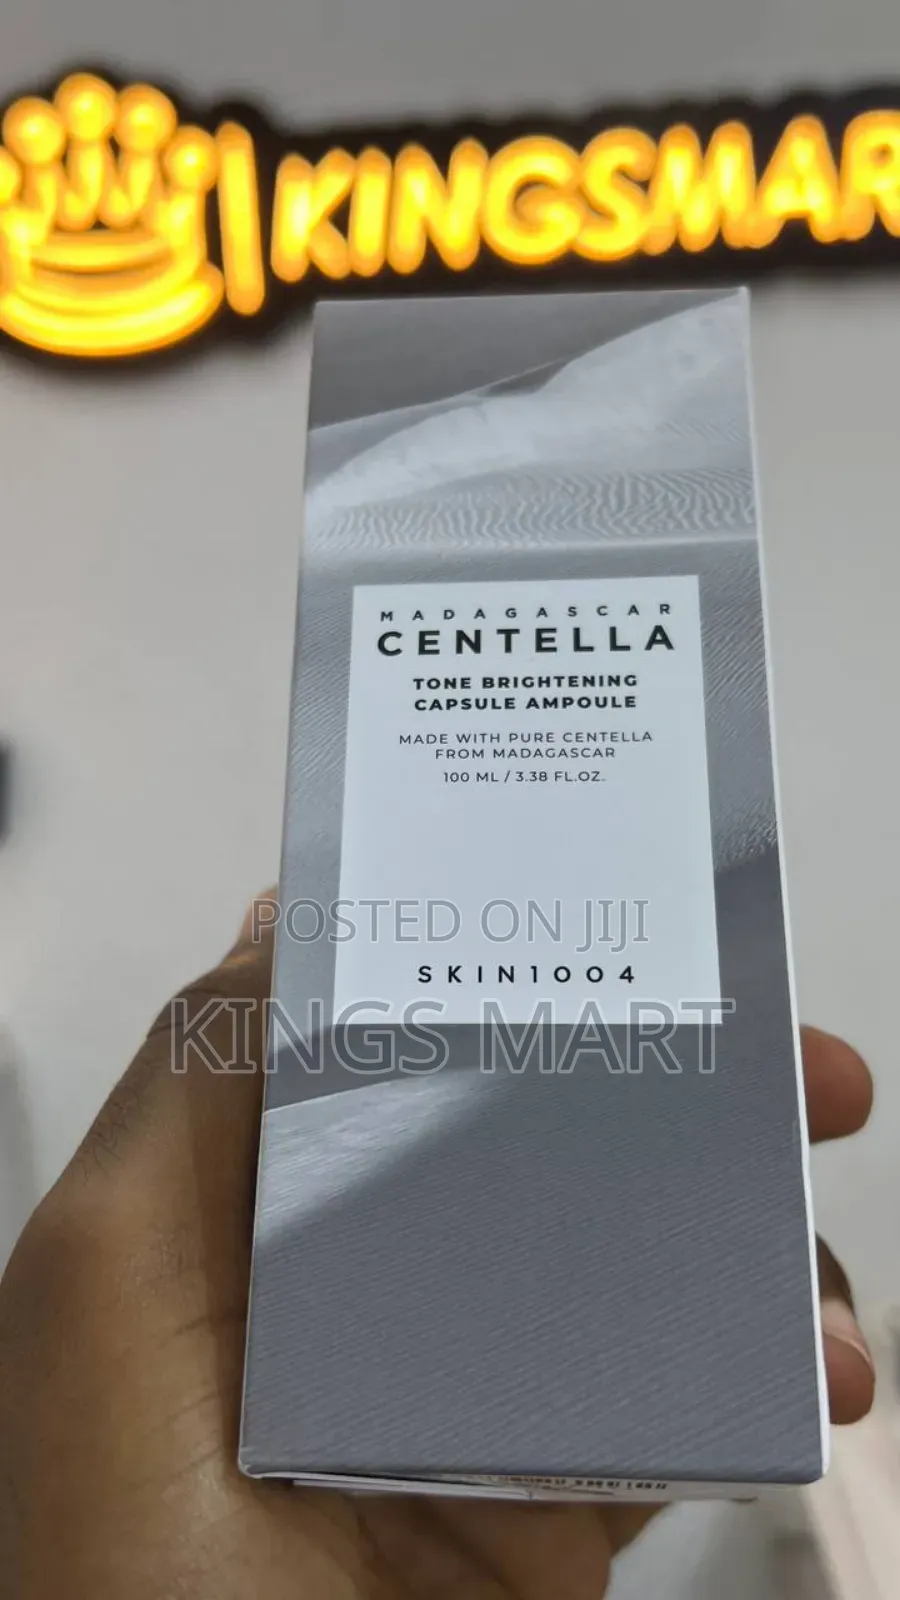 KINGSMAR
MADAGASCAR
CENTELLA
TONE BRIGHTENING
CAPSULE AMPOULE
MADE WITH PURE CENTELLA
FROM MADAGASCAR
100 ML / 3.38 FL.OZ.
POSTED ON JIJI
SKIN1004
KINGS MART